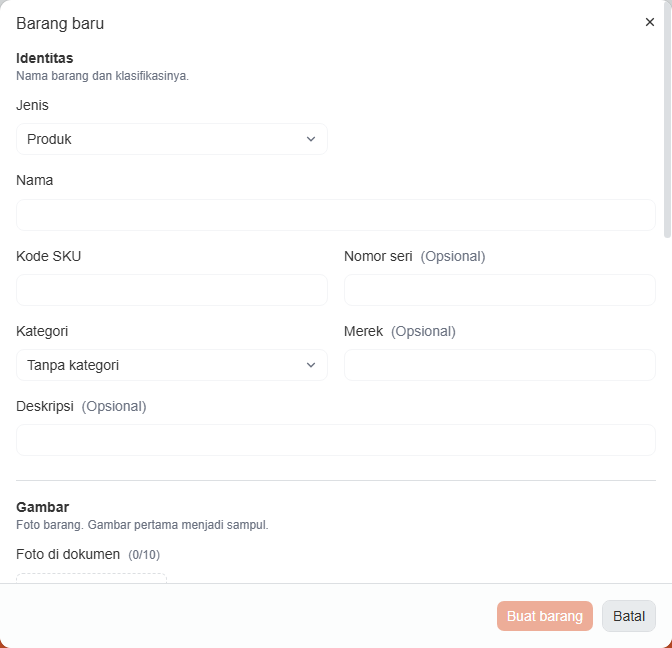 Barang baru
Identitas
Nama barang dan klasifikasinya.
Jenis
Produk
Nama
Kode SKU
Nomor seri (Opsional)
Kategori
Merek (Opsional)
Tanpa kategori
Deskripsi (Opsional)
Gambar
Foto barang. Gambar pertama menjadi sampul.
Foto di dokumen (0/10)
Buat barang
Batal